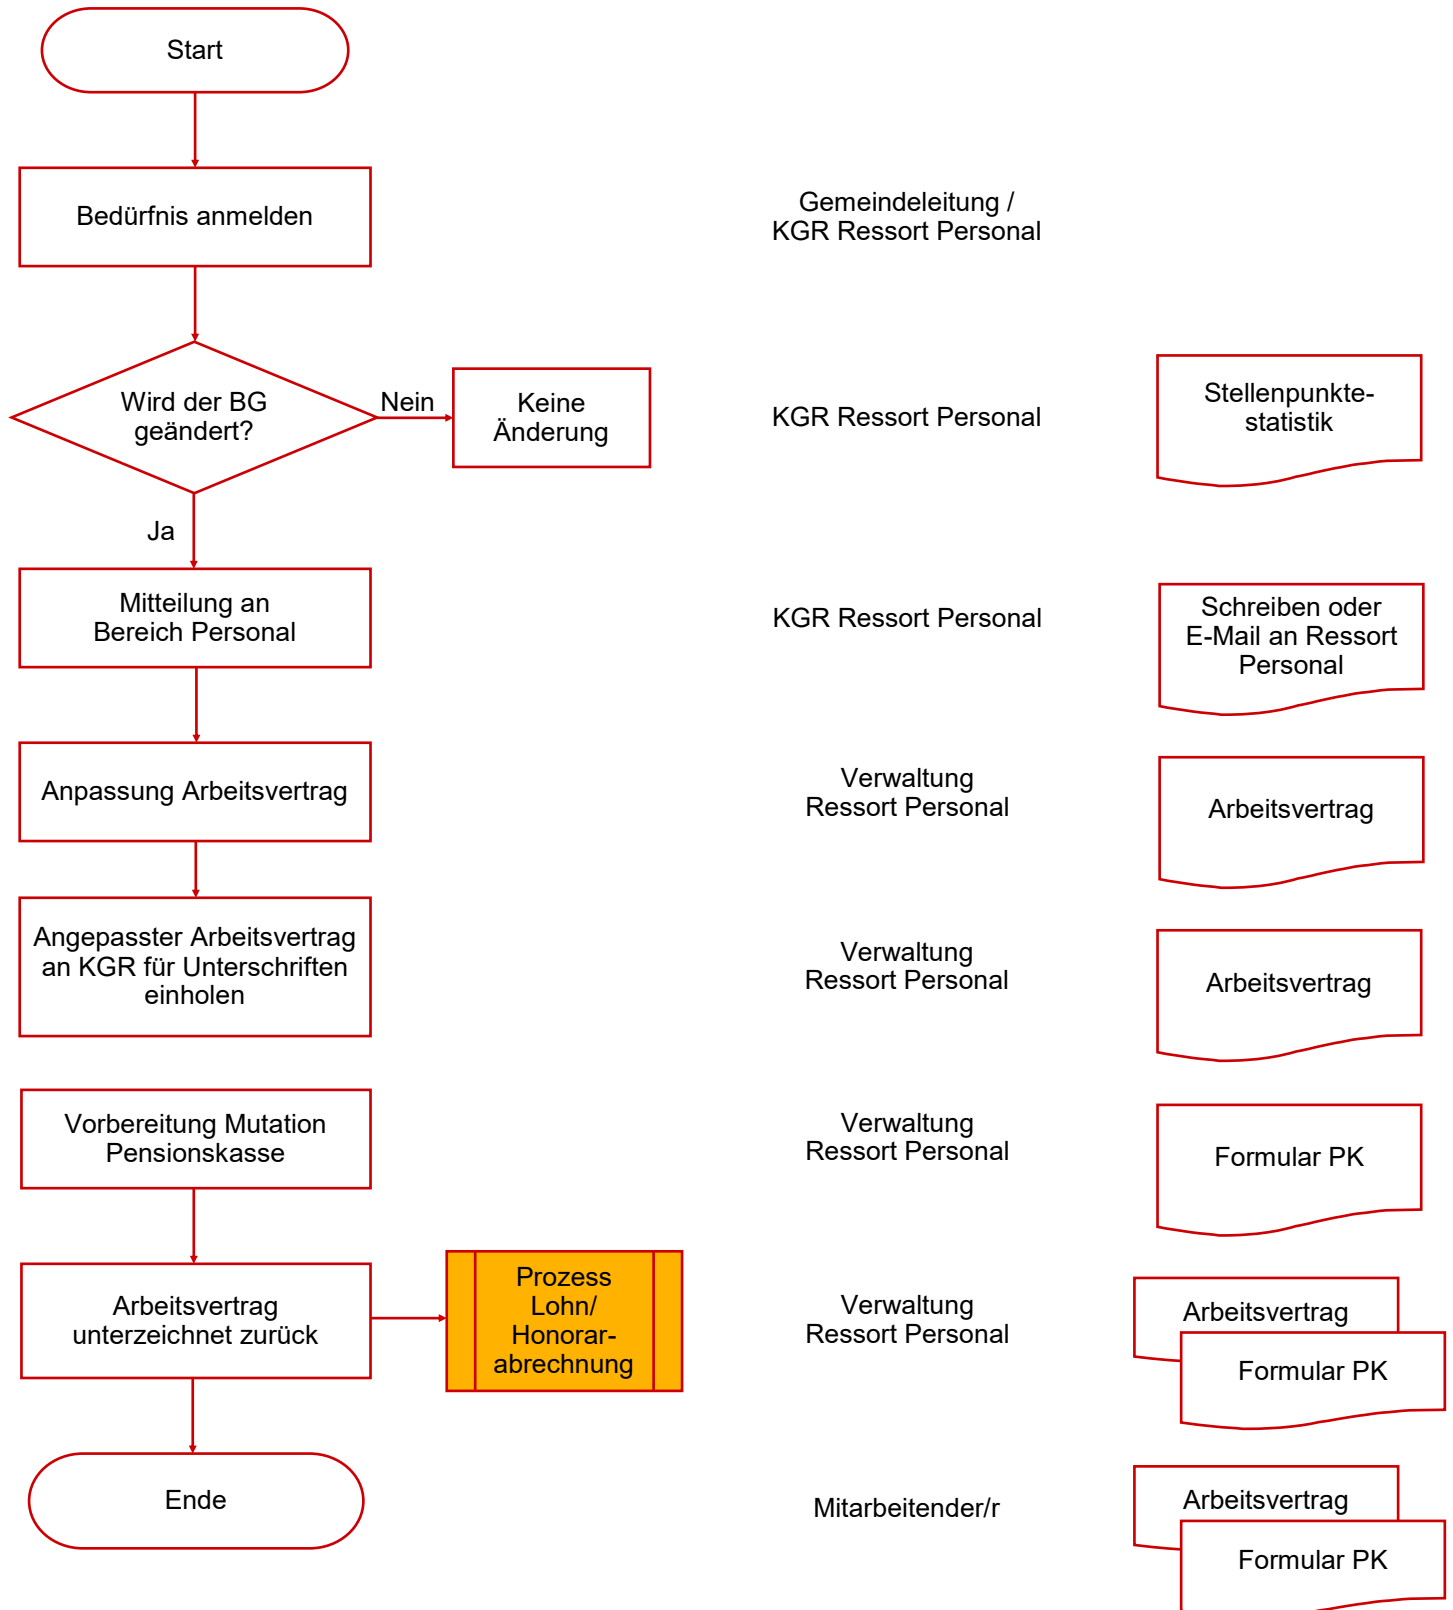 Start
Bedürfnis anmelden
Gemeindeleitung /
KGR Ressort Personal
Wird der BG
geändert?
Nein
Keine
Änderung
KGR Ressort Personal
Stellenpunkte-
statistik
Ja
Mitteilung an
Bereich Personal
KGR Ressort Personal
Schreiben oder
E-Mail an Ressort
Personal
Anpassung Arbeitsvertrag
Verwaltung
Ressort Personal
Arbeitsvertrag
Angepasster Arbeitsvertrag
an KGR für Unterschriften
einholen
Verwaltung
Ressort Personal
Arbeitsvertrag
Vorbereitung Mutation
Pensionskasse
Verwaltung
Ressort Personal
Formular PK
Arbeitsvertrag
unterzeichnet zurück
Prozess
Lohn/
Honorar-
abrechnung
Verwaltung
Ressort Personal
Arbeitsvertrag
Formular PK
Ende
Mitarbeitender/r
Arbeitsvertrag
Formular PK